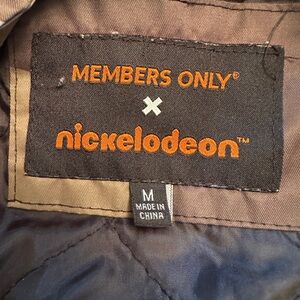 MEMBERS ONLY®
×
nickelodeon™
M
MADE IN
CHINA